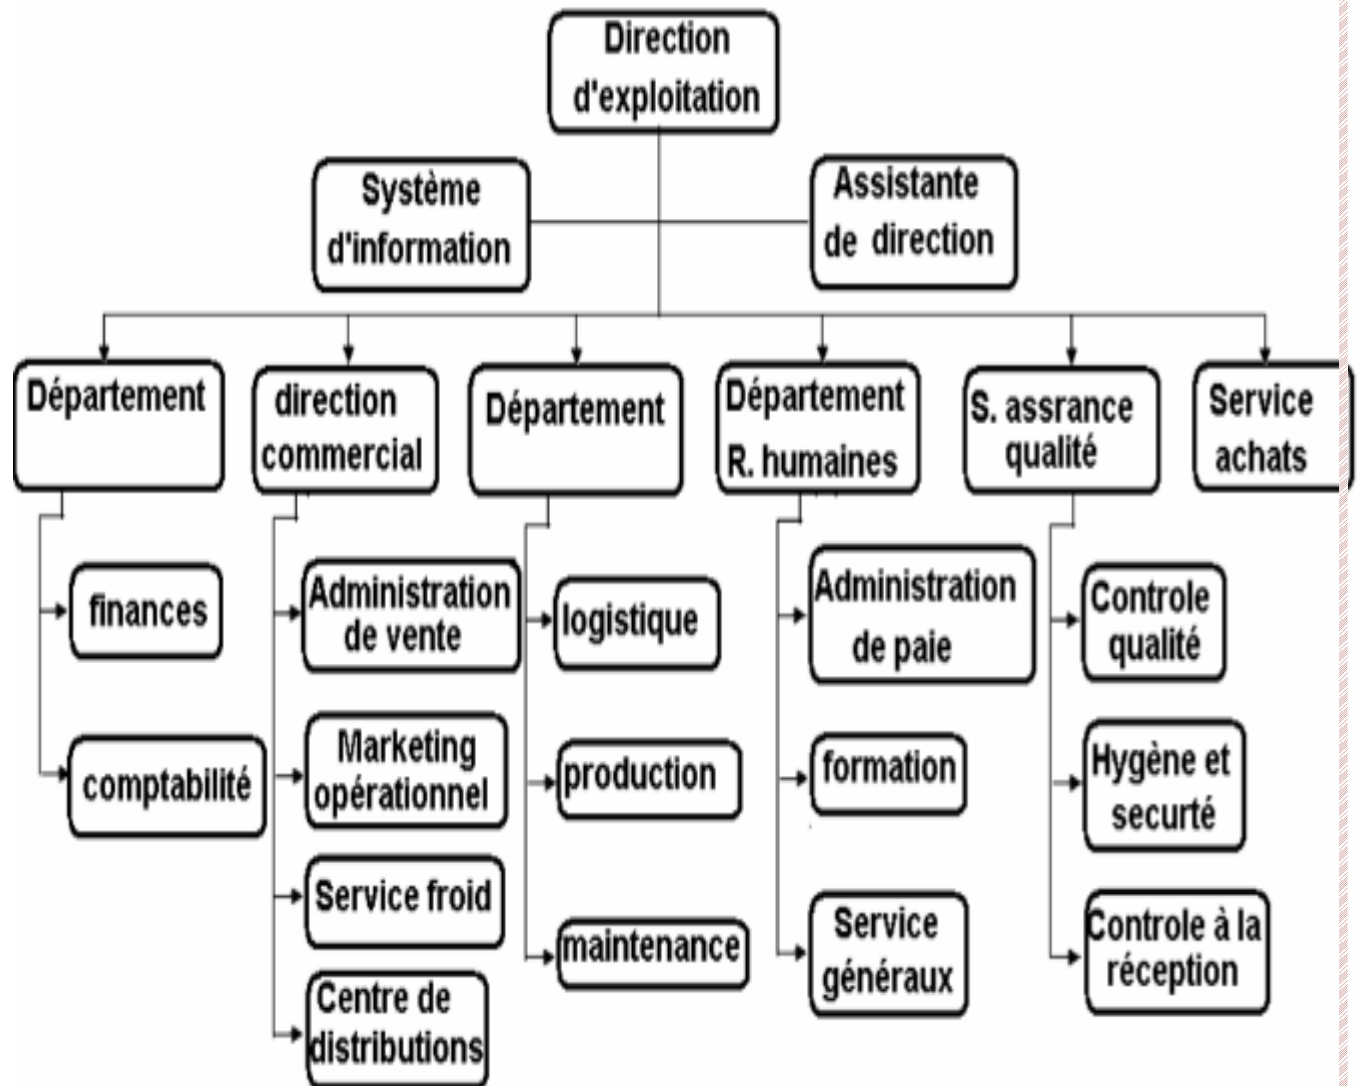 Direction
d'exploitation
Système
d'information
Assistante
de direction
Département
direction
commercial
Département
Département
R. humaines
S. assrance
qualité
Service
achats
finances
comptabilité
Administration
de vente
Marketing
opérationnel
Service froid
Centre de
distributions
logistique
production
maintenance
Administration
de paie
formation
Service
généraux
Controle
qualité
Hygène et
securté
Controle à la
réception